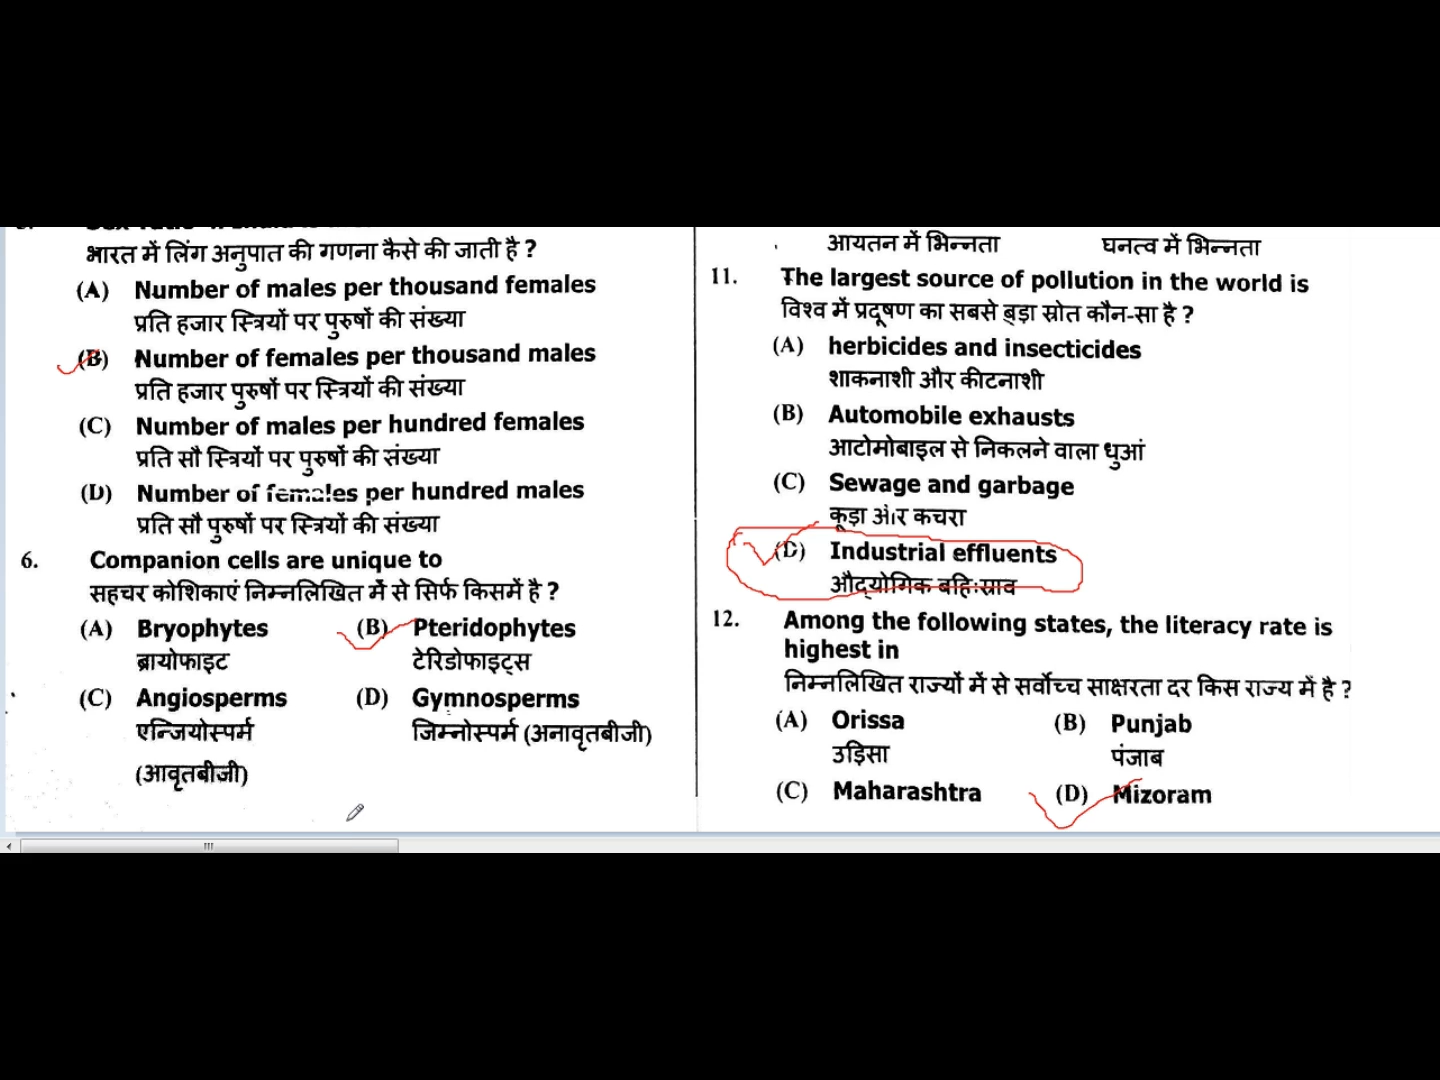 भारत में लिंग अनुपात की गणना कैसे की जाती है ?
(A) Number of males per thousand females
प्रति हजार स्त्रियों पर पुरुषों की संख्या
(B) Number of females per thousand males
प्रति हजार पुरुषों पर स्त्रियों की संख्या
(C) Number of males per hundred females
प्रति सौ स्त्रियों पर पुरुषों की संख्या
(D) Number of females per hundred males
प्रति सौ पुरुषों पर स्त्रियों की संख्या
6. Companion cells are unique to
सहचर कोशिकाएं निम्नलिखित में से सिर्फ किसमें है ?
(A) Bryophytes (B) Pteridophytes
ब्रायोफाइट टेरिडोफाइट्स
(C) Angiosperms (D) Gymnosperms
एन्जियोस्पर्म जिम्नोस्पर्म (अनावृतबीजी)
(आवृतबीजी)
आयतन में भिन्नता घनत्व में भिन्नता
11. The largest source of pollution in the world is
विश्व में प्रदूषण का सबसे बड़ा स्रोत कौन-सा है ?
(A) herbicides and insecticides
शाकनाशी और कीटनाशी
(B) Automobile exhausts
आटोमोबाइल से निकलने वाला धुआं
(C) Sewage and garbage
कूड़ा और कचरा
(D) Industrial effluents
औद्योगिक बहिःस्राव
12. Among the following states, the literacy rate is
highest in
निम्नलिखित राज्यों में से सर्वोच्च साक्षरता दर किस राज्य में है ?
(A) Orissa (B) Punjab
उड़िसा पंजाब
(C) Maharashtra (D) Mizoram